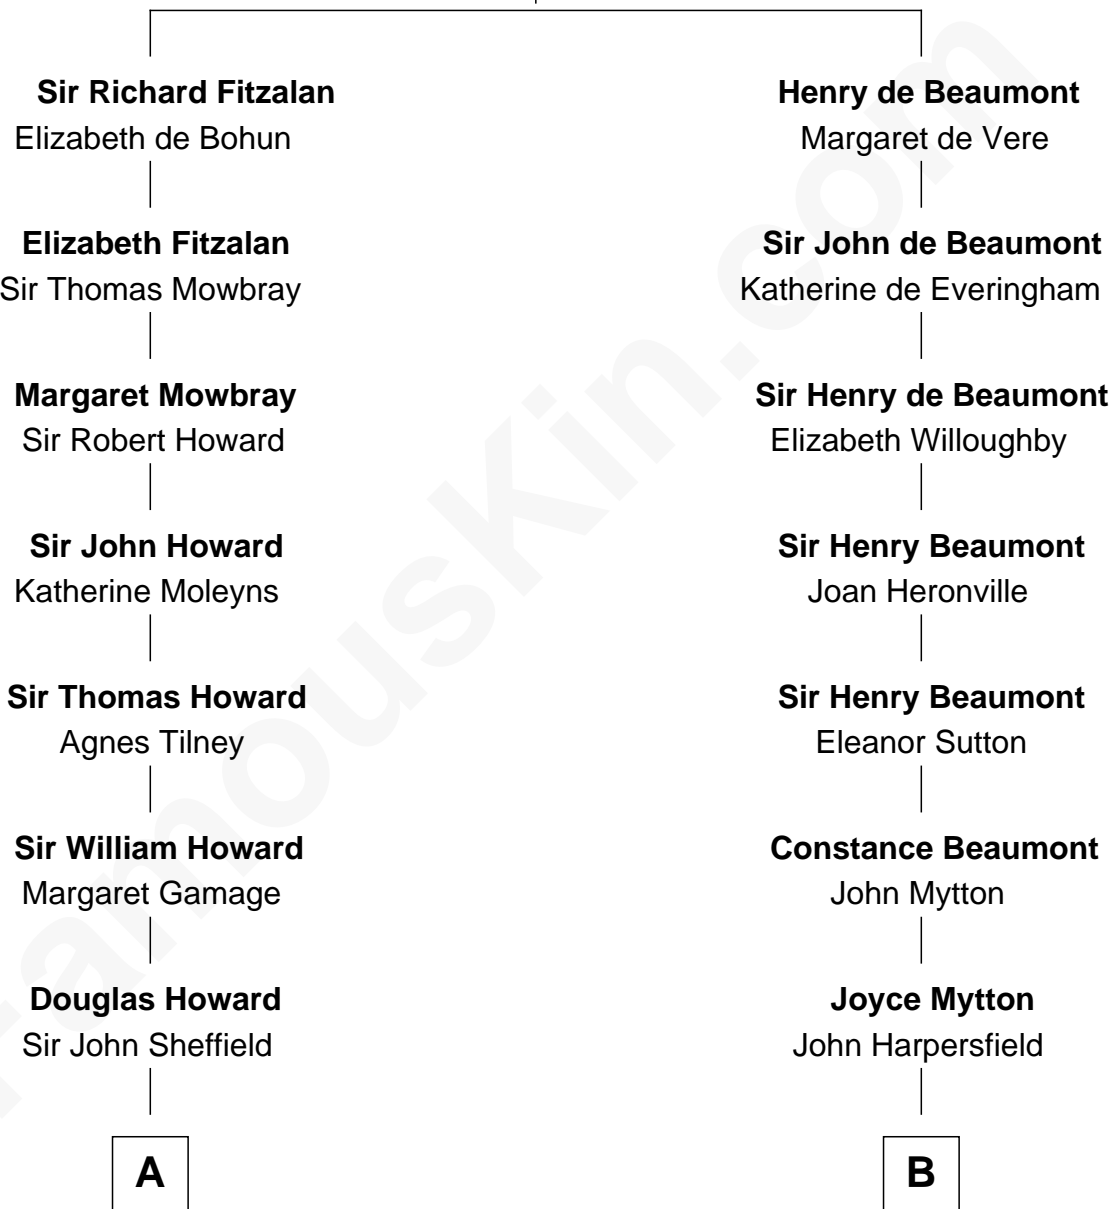 Sir Richard Fitzalan
Elizabeth de Bohun
Elizabeth Fitzalan
Sir Thomas Mowbray
Margaret Mowbray
Sir Robert Howard
Sir John Howard
Katherine Moleyns
Sir Thomas Howard
Agnes Tilney
Sir William Howard
Margaret Gamage
Douglas Howard
Sir John Sheffield
A
Henry de Beaumont
Margaret de Vere
Sir John de Beaumont
Katherine de Everingham
Sir Henry de Beaumont
Elizabeth Willoughby
Sir Henry Beaumont
Joan Heronville
Sir Henry Beaumont
Eleanor Sutton
Constance Beaumont
John Mytton
Joyce Mytton
John Harpersfield
B
FamousKin.com